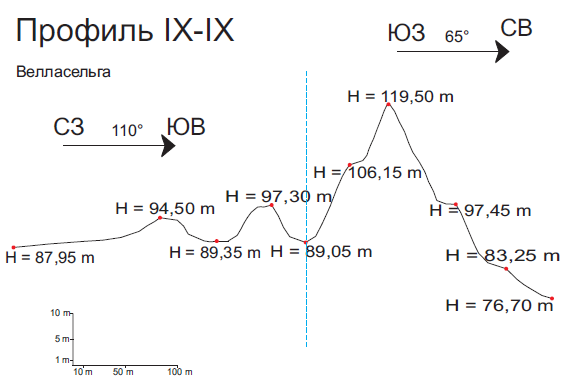 Профиль IX-IX
Велласельга
ЮЗ 65° СВ
СЗ 110° ЮВ
H = 119,50 m
H = 106,15 m
H = 97,30 m
H = 94,50 m
H = 97,45 m
H = 87,95 m
H = 89,35 m
H = 89,05 m
H = 83,25 m
H = 76,70 m
10 m
5 m
1 m
10 m 50 m 100 m